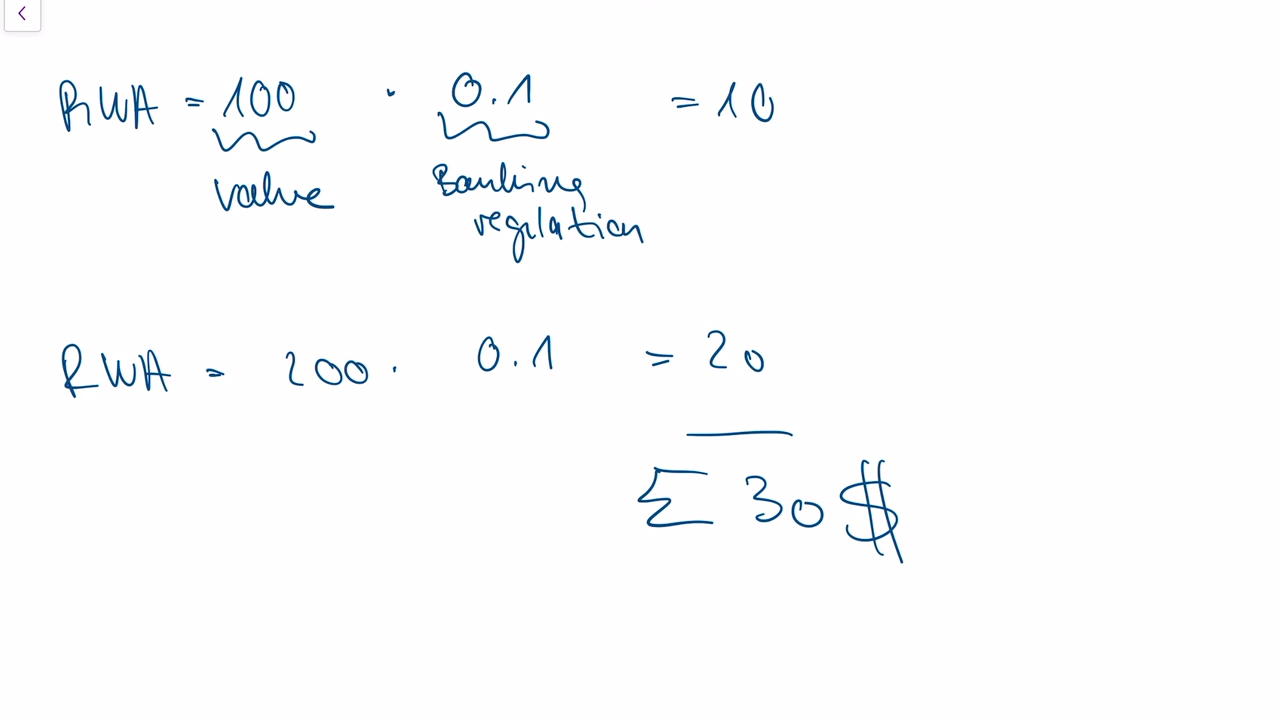 RWA = 100 · 0.1 = 10
value Banking
regulation
RWA = 200 · 0.1 = 20
Σ 30 $